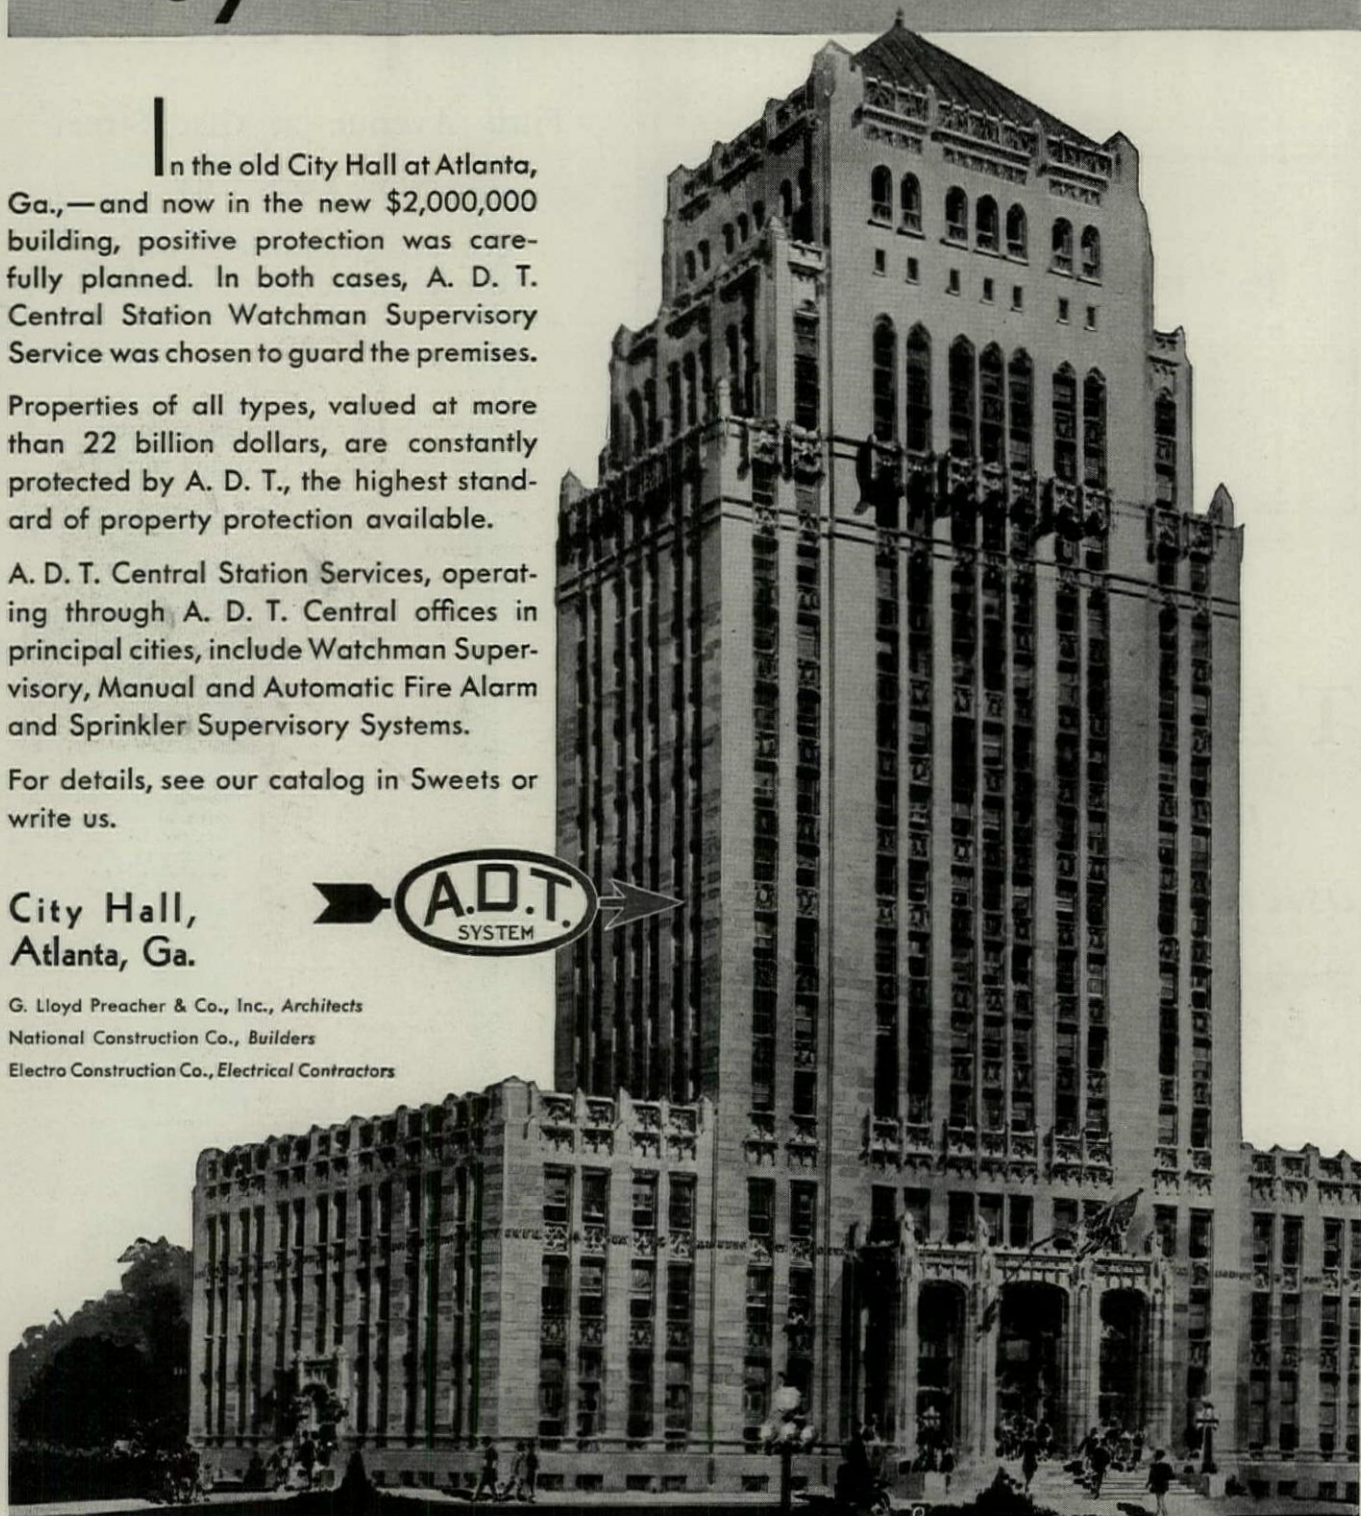 In the old City Hall at Atlanta,
Ga.,—and now in the new $2,000,000
building, positive protection was care-
fully planned. In both cases, A. D. T.
Central Station Watchman Supervisory
Service was chosen to guard the premises.
Properties of all types, valued at more
than 22 billion dollars, are constantly
protected by A. D. T., the highest stand-
ard of property protection available.
A. D. T. Central Station Services, operat-
ing through A. D. T. Central offices in
principal cities, include Watchman Super-
visory, Manual and Automatic Fire Alarm
and Sprinkler Supervisory Systems.
For details, see our catalog in Sweets or
write us.
A.D.T.
SYSTEM
City Hall,
Atlanta, Ga.
G. Lloyd Preacher & Co., Inc., Architects
National Construction Co., Builders
Electro Construction Co., Electrical Contractors